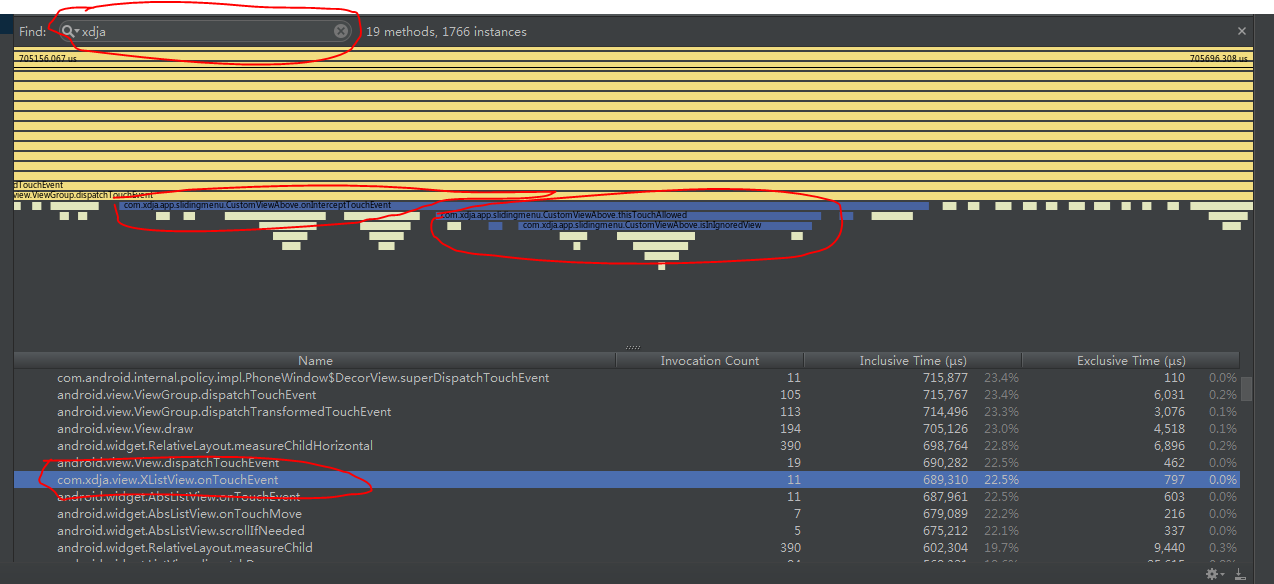 Find: xdja 19 methods, 1766 instances
705156.067 us 705696.308 us
dTouchEvent
view.ViewGroup.dispatchTouchEvent
com.xdja.app.slidingmenu.CustomViewAbove.onInterceptTouchEvent
com.xdja.app.slidingmenu.CustomViewAbove.thisTouchAllowed
com.xdja.app.slidingmenu.CustomViewAbove.isInIgnoredView
Name Invocation Count Inclusive Time (µs) Exclusive Time (µs)
com.android.internal.policy.impl.PhoneWindow$DecorView.superDispatchTouchEvent 11 715,877 23.4% 110 0.0%
android.view.ViewGroup.dispatchTouchEvent 105 715,767 23.4% 6,031 0.2%
android.view.ViewGroup.dispatchTransformedTouchEvent 113 714,496 23.3% 3,076 0.1%
android.view.View.draw 194 705,126 23.0% 4,518 0.1%
android.widget.RelativeLayout.measureChildHorizontal 390 698,764 22.8% 6,896 0.2%
android.view.View.dispatchTouchEvent 19 690,282 22.5% 462 0.0%
com.xdja.view.XListView.onTouchEvent 11 689,310 22.5% 797 0.0%
android.widget.AbsListView.onTouchEvent 11 687,961 22.5% 603 0.0%
android.widget.AbsListView.onTouchMove 7 679,089 22.2% 216 0.0%
android.widget.AbsListView.scrollIfNeeded 5 675,212 22.1% 337 0.0%
android.widget.RelativeLayout.measureChild 390 602,304 19.7% 9,440 0.3%